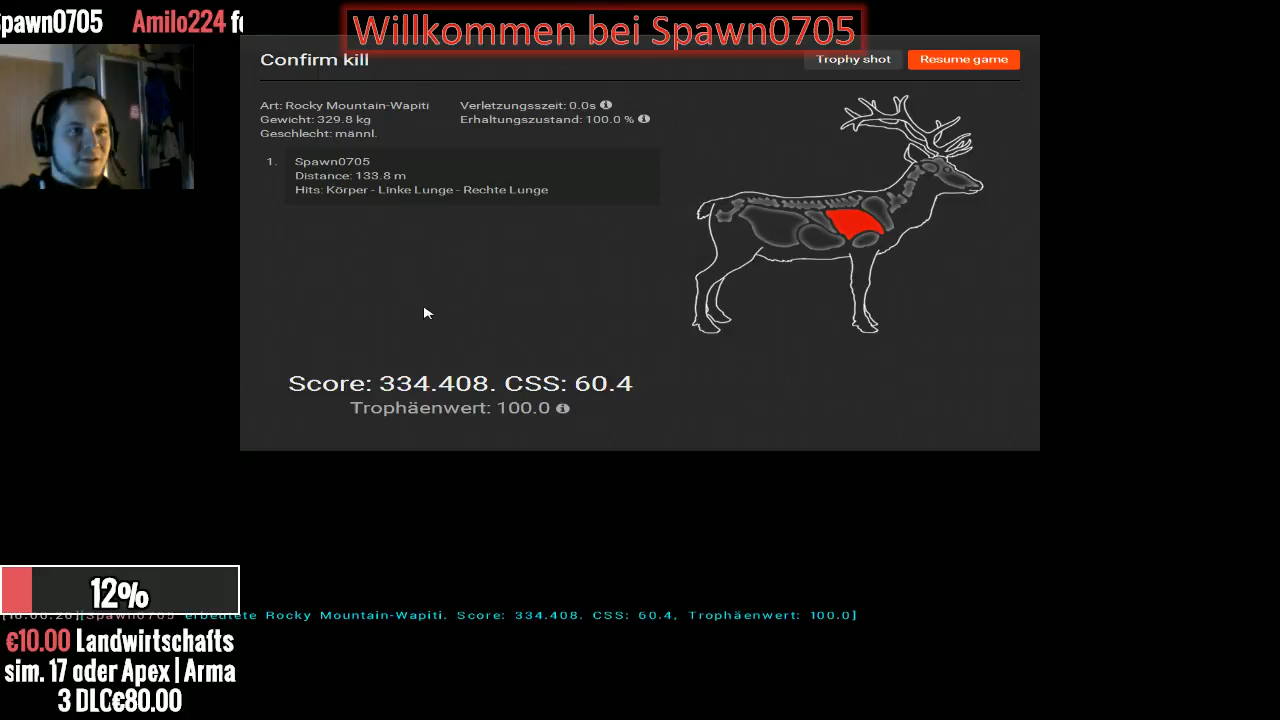 Spawn0705 Amilo224 fo
Willkommen bei Spawn0705
Confirm kill
Trophy shot
Resume game
Art: Rocky Mountain-Wapiti
Gewicht: 329.8 kg
Geschlecht: männl.
Verletzungszeit: 0.0s
Erhaltungszustand: 100.0 %
1. Spawn0705
Distance: 133.8 m
Hits: Körper - Linke Lunge - Rechte Lunge
Score: 334.408. CSS: 60.4
Trophäenwert: 100.0
12%
erbeutete Rocky Mountain-Wapiti. Score: 334.408. CSS: 60.4, Trophäenwert: 100.0]
€10.00 Landwirtschafts
sim. 17 oder Apex | Arma
3 DLC€80.00